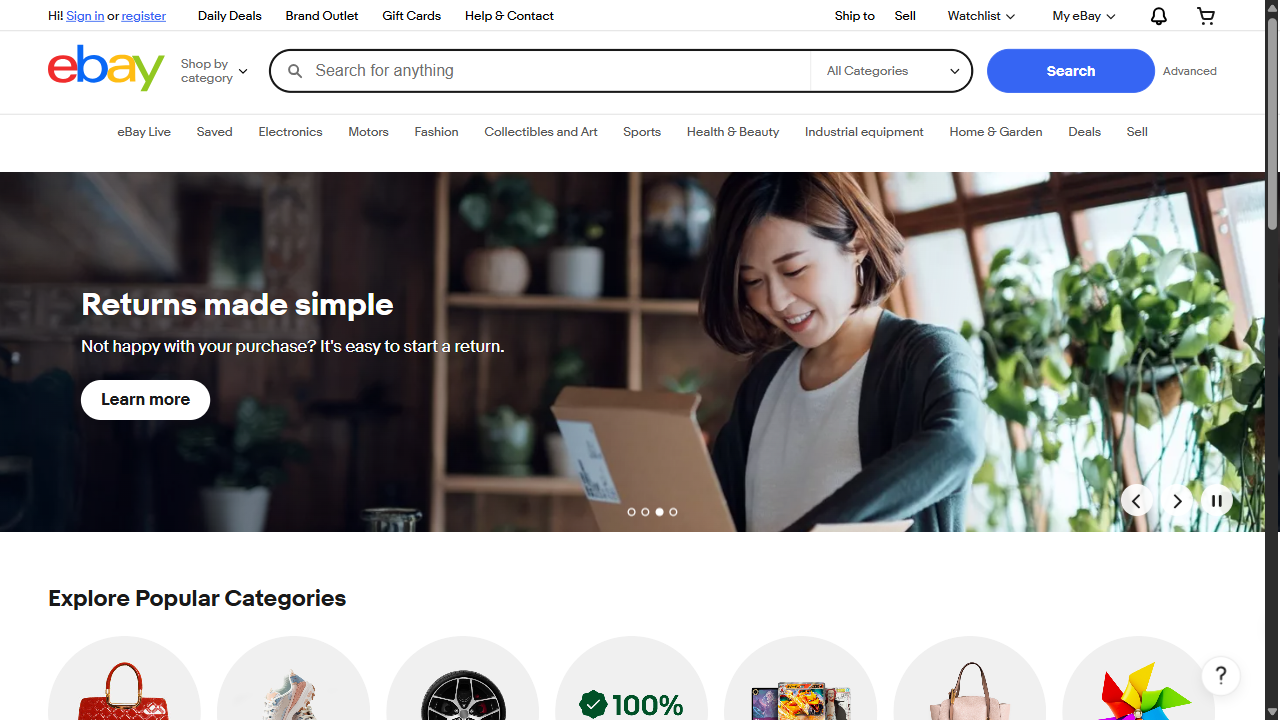 Hi! Sign in or register
Daily Deals
Brand Outlet
Gift Cards
Help & Contact
Ship to
Sell
Watchlist
My eBay
ebay
Shop by
category
Search for anything
All Categories
Search
Advanced
eBay Live
Saved
Electronics
Motors
Fashion
Collectibles and Art
Sports
Health & Beauty
Industrial equipment
Home & Garden
Deals
Sell
Returns made simple
Not happy with your purchase? It's easy to start a return.
Learn more
Explore Popular Categories
100%
?